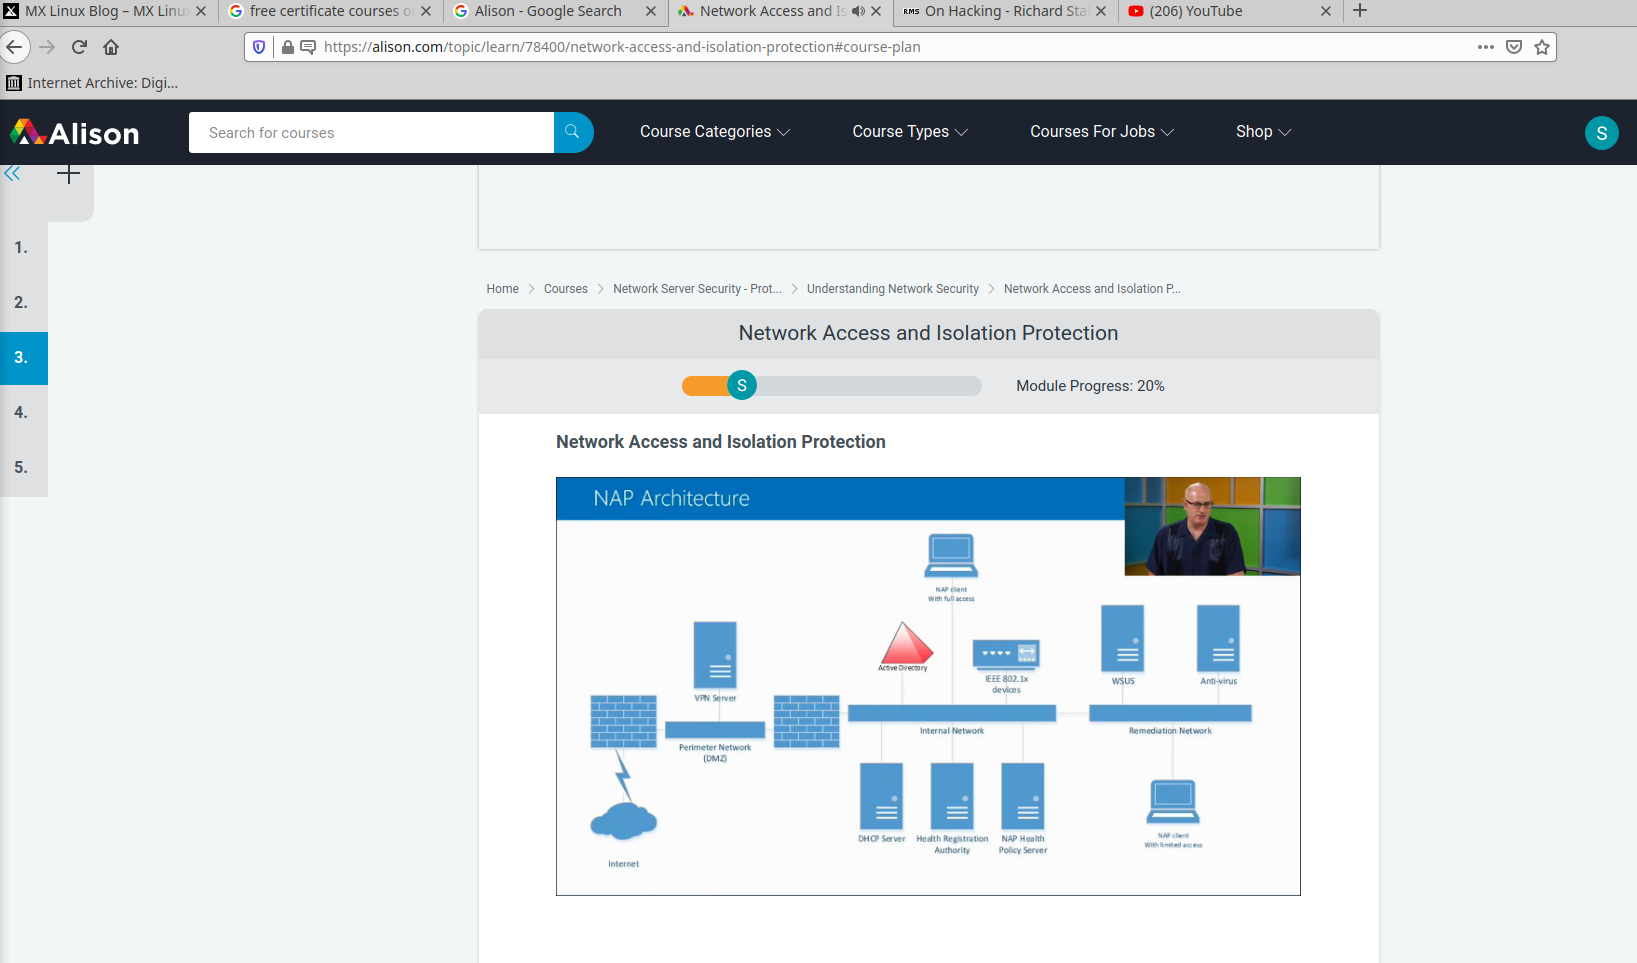 MX Linux Blog – MX Linu
free certificate courses o
Alison - Google Search
Network Access and Is
RMS On Hacking - Richard Stal
(206) YouTube
https://alison.com/topic/learn/78400/network-access-and-isolation-protection#course-plan
Internet Archive: Digi...
Alison
Search for courses
Course Categories
Course Types
Courses For Jobs
Shop
S
1.
2.
3.
4.
5.
Home > Courses > Network Server Security - Prot... > Understanding Network Security > Network Access and Isolation P...
Network Access and Isolation Protection
S
Module Progress: 20%
Network Access and Isolation Protection
NAP Architecture
NAP client
With full access
Active Directory
IEEE 802.1x
devices
WSUS
Anti-virus
VPN Server
Perimeter Network
(DMZ)
Internal Network
Remediation Network
DHCP Server
Health Registration
Authority
NAP Health
Policy Server
NAP client
With limited access
Internet